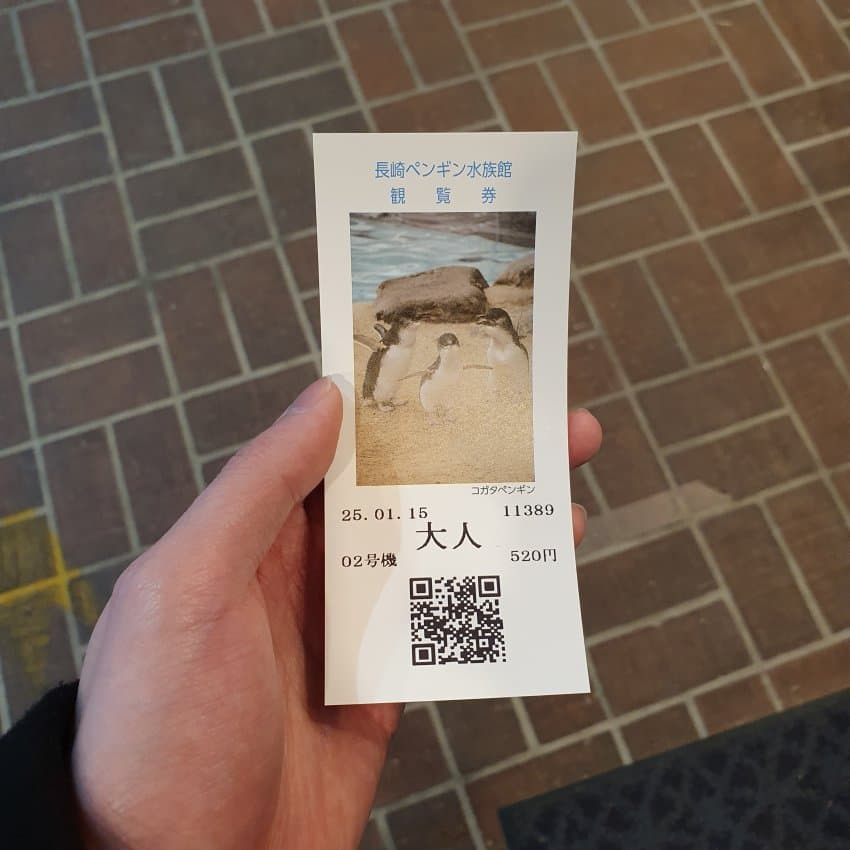 長崎ペンギン水族館
観覧券
コガタペンギン
25.01.15 11389
大人
02号機 520円